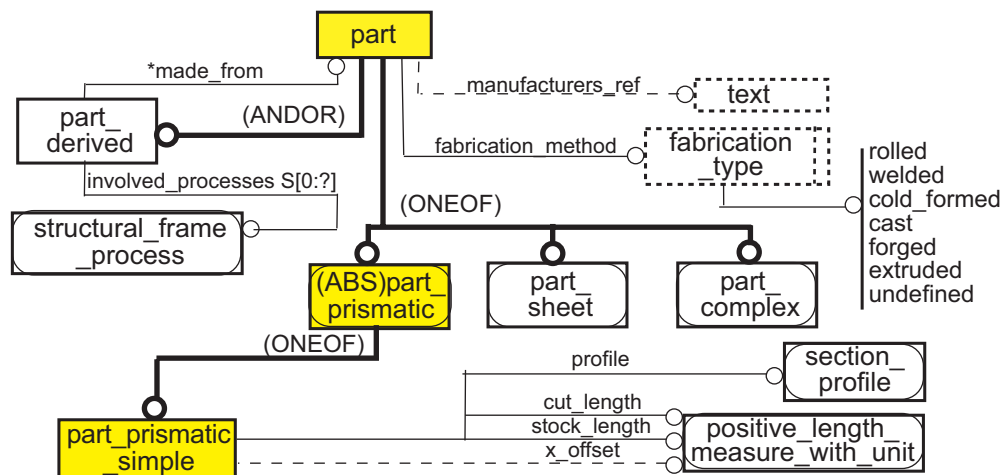 part
*made_from
manufacturers_ref
text
(ANDOR)
part_
derived
fabrication_method
fabrication
_type
rolled
welded
cold_formed
cast
forged
extruded
undefined
involved_processes S[0:?]
(ONEOF)
structural_frame
_process
(ABS)part_
prismatic
part_
sheet
part_
complex
(ONEOF)
profile
section_
profile
cut_length
stock_length
x_offset
part_prismatic
_simple
positive_length_
measure_with_unit